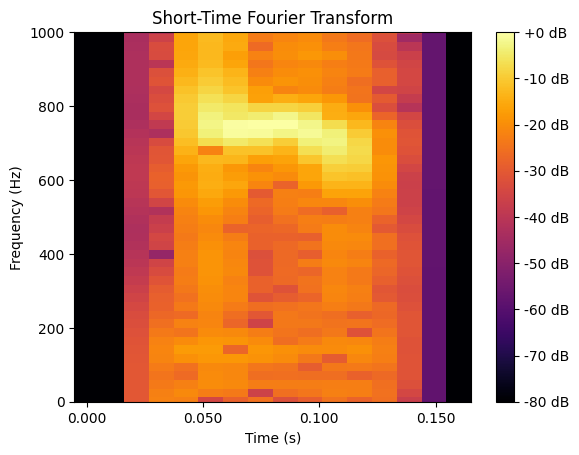 Short-Time Fourier Transform
1000
800
600
400
200
0
Frequency (Hz)
0.000
0.050
0.100
0.150
Time (s)
+0 dB
-10 dB
-20 dB
-30 dB
-40 dB
-50 dB
-60 dB
-70 dB
-80 dB